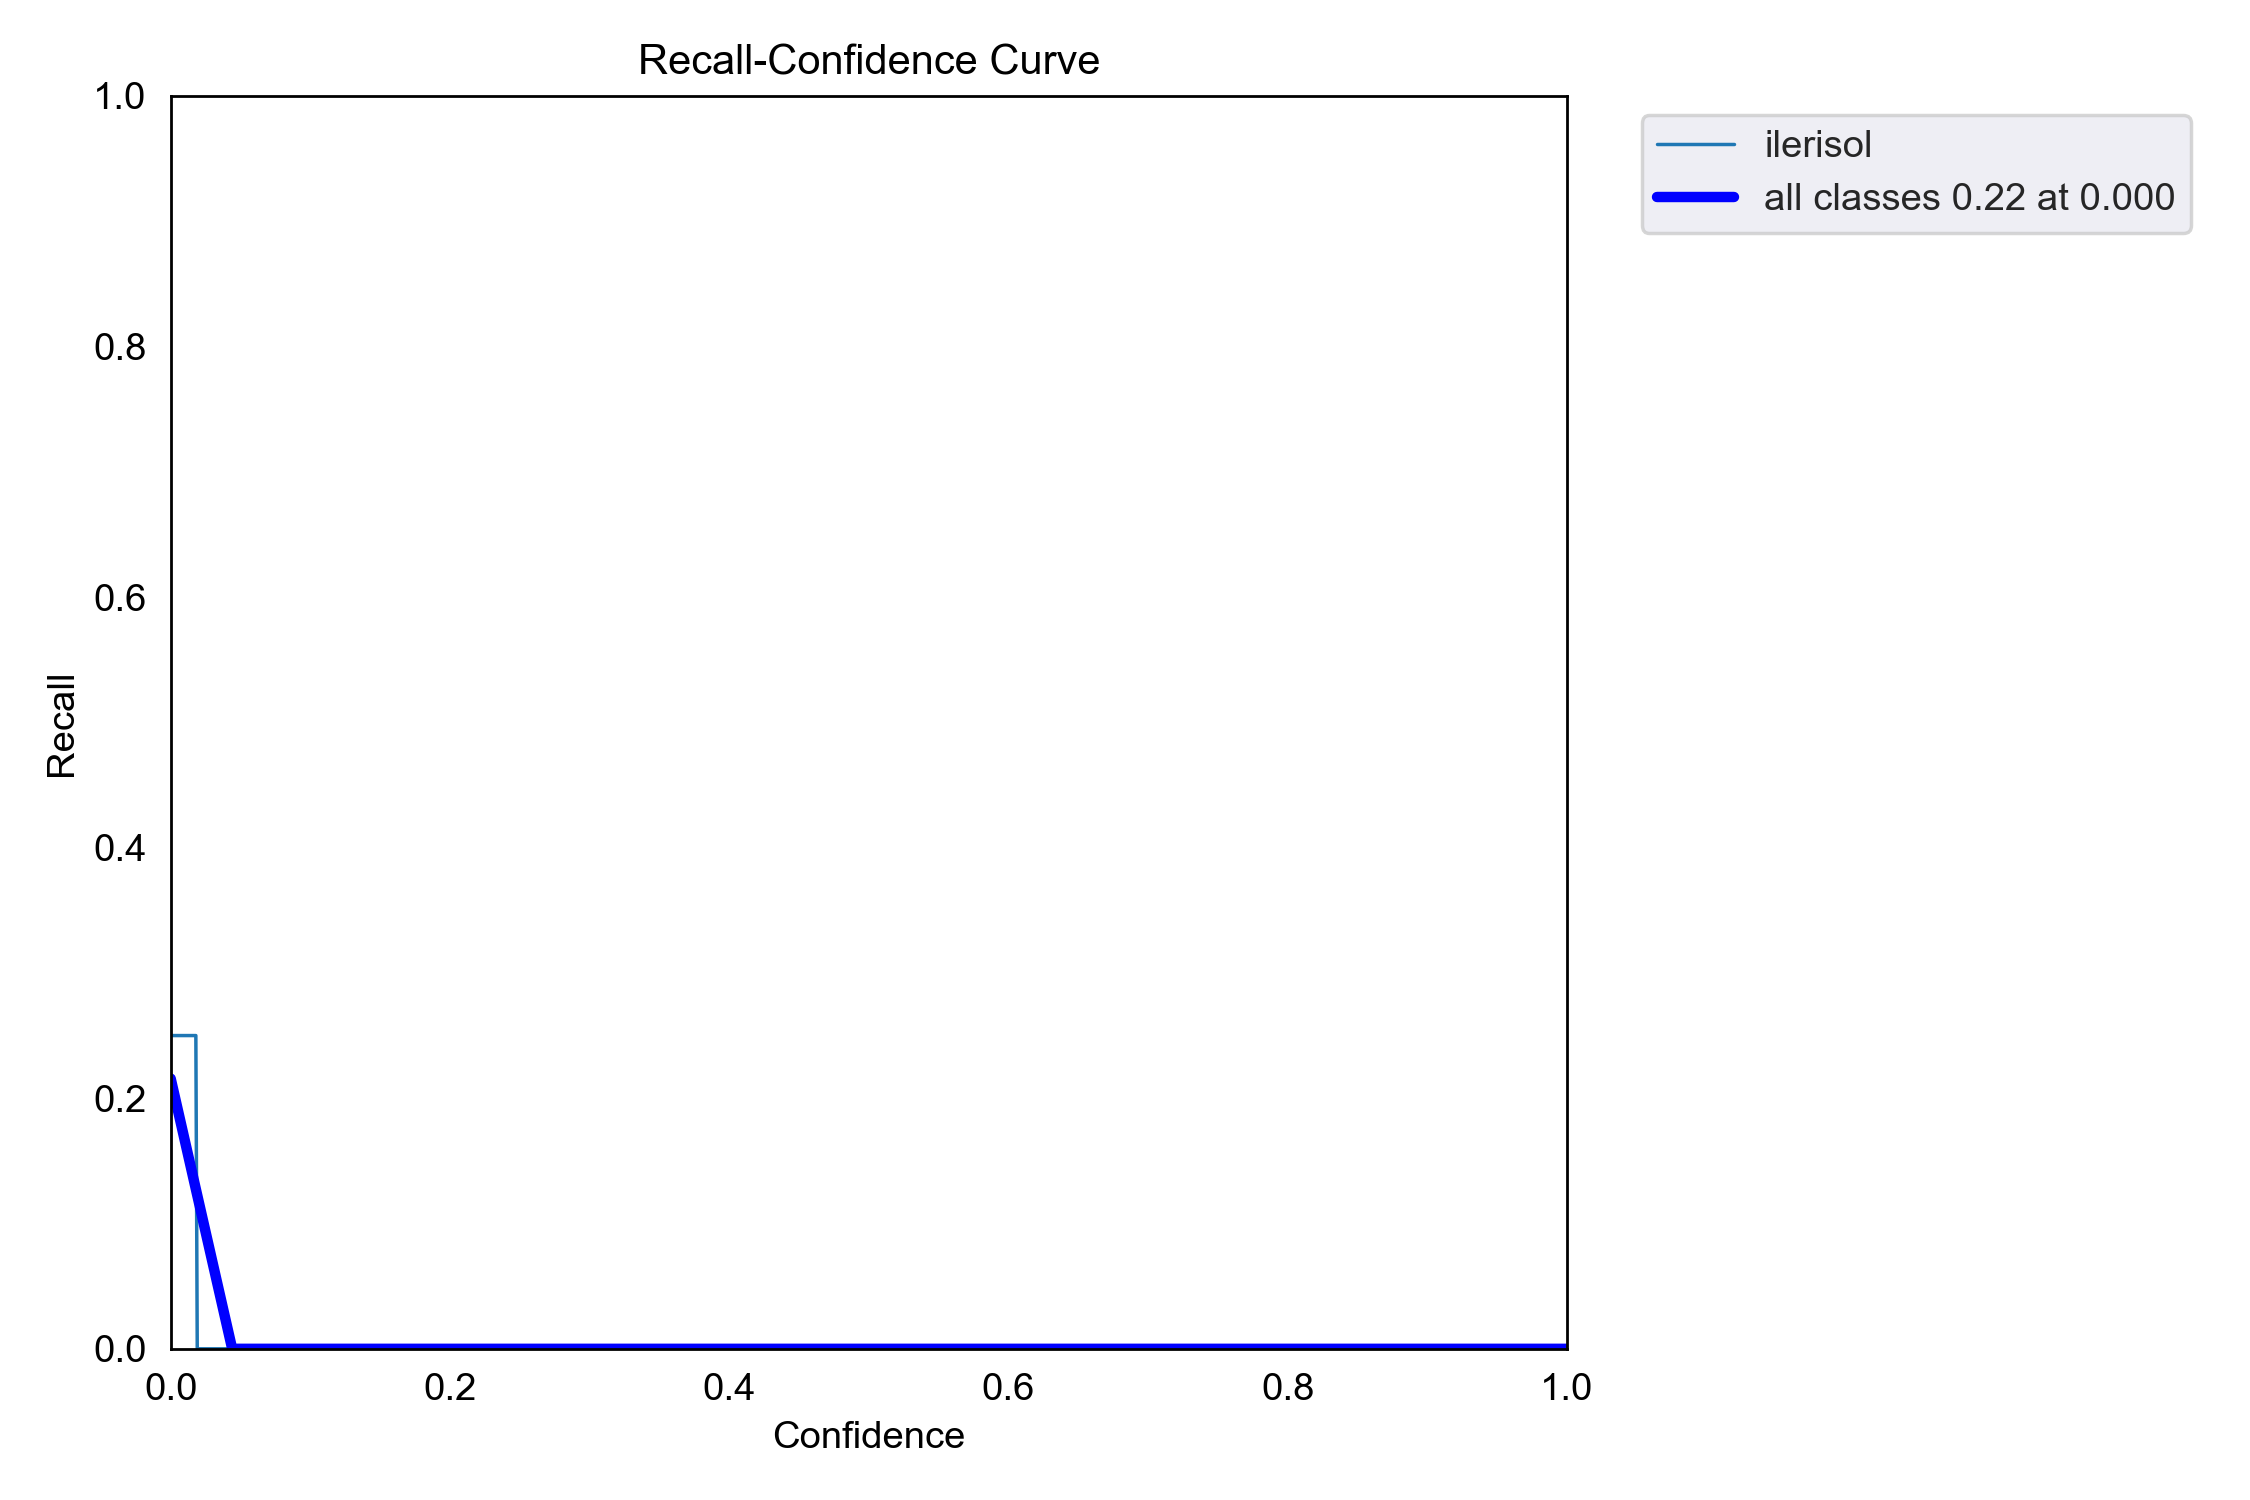 Recall-Confidence Curve
1.0
0.8
0.6
0.4
0.2
0.0
Recall
0.0 0.2 0.4 0.6 0.8 1.0
Confidence
ilerisol
all classes 0.22 at 0.000